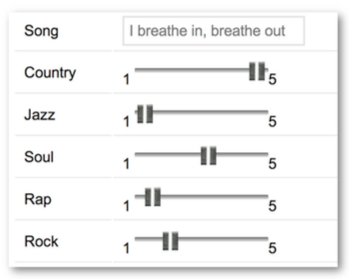 Song I breathe in, breathe out
Country 1 5
Jazz 1 5
Soul 1 5
Rap 1 5
Rock 1 5